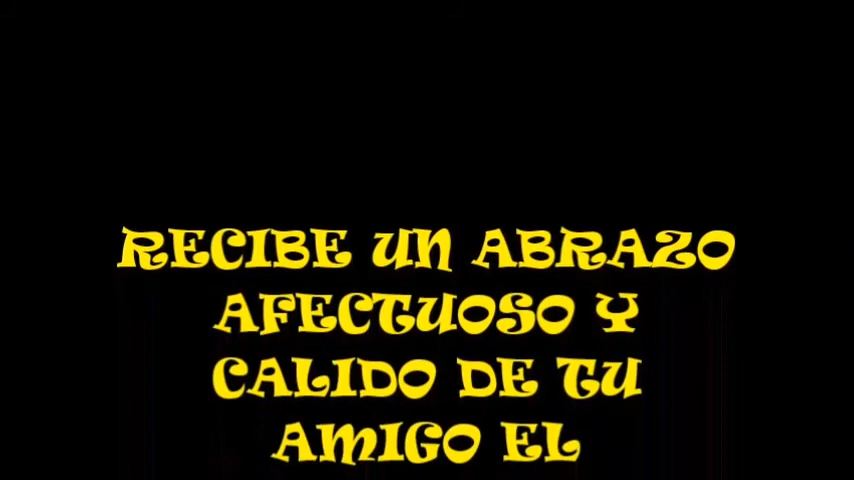 RECIBE UN ABRAZO
AFECTUOSO Y
CALIDO DE TU
AMIGO EL